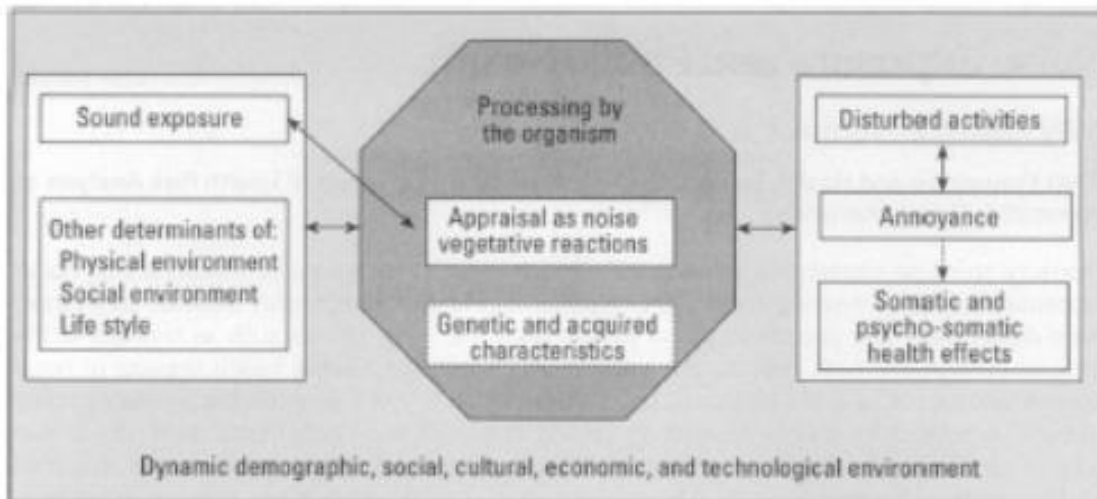 Sound exposure
Other determinants of:
Physical environment
Social environment
Life style
Processing by
the organism
Appraisal as noise
vegetative reactions
Genetic and acquired
characteristics
Disturbed activities
Annoyance
Somatic and
psycho-somatic
health effects
Dynamic demographic, social, cultural, economic, and technological environment